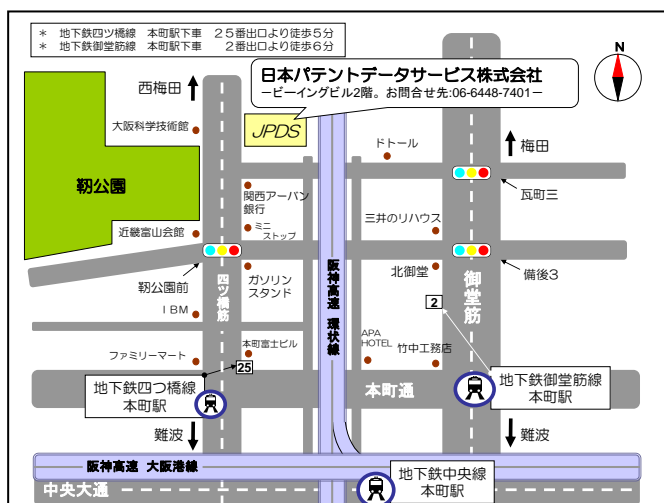 * 地下鉄四ツ橋線 本町駅下車 25番出口より徒歩5分
* 地下鉄御堂筋線 本町駅下車 2番出口より徒歩6分
N
日本パテントデータサービス株式会社
−ビーイングビル2階。お問合せ先:06-6448-7401−
西梅田
大阪科学技術館
JPDS
ドトール
梅田
靭公園
関西アーバン
銀行
瓦町三
ミニ
ストップ
三井のリハウス
近畿富山会館
靭公園前
四ツ橋筋
ガソリン
スタンド
阪神高速 環状線
北御堂
御堂筋
備後3
2
IBM
本町富士ビル
APA
HOTEL
竹中工務店
ファミリーマート
25
地下鉄四つ橋線
本町駅
本町通
地下鉄御堂筋線
本町駅
難波
難波
阪神高速 大阪港線
地下鉄中央線
本町駅
中央大通